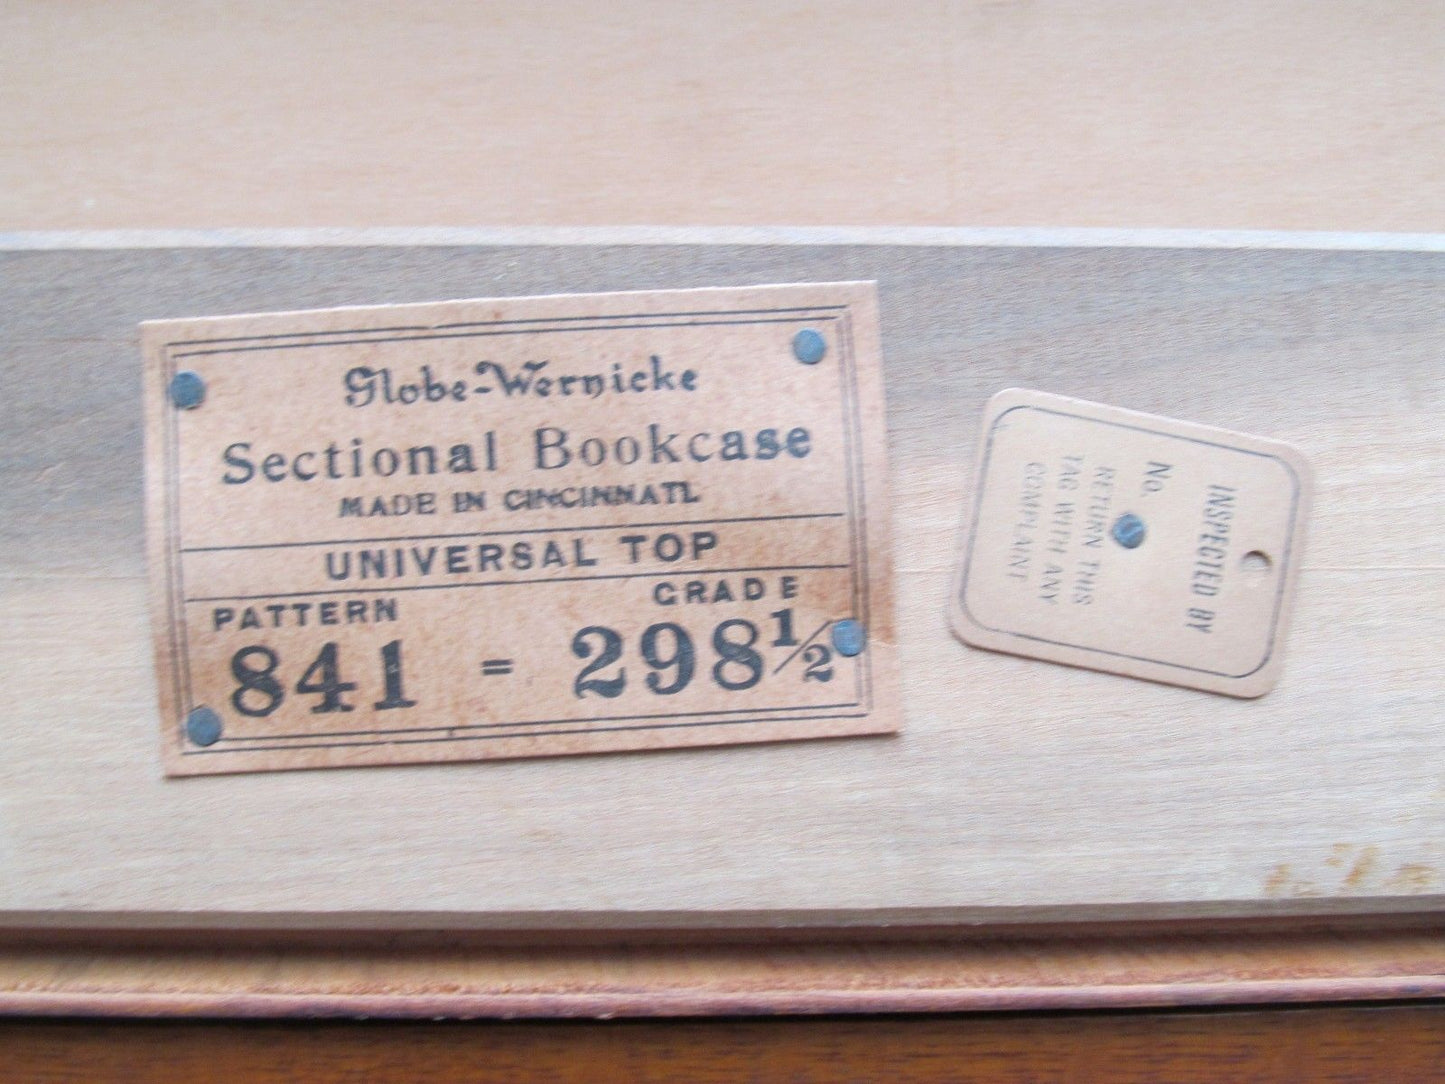 Globe-Wernicke
Sectional Bookcase
MADE IN CINCINNATI.
UNIVERSAL TOP
PATTERN GRADE
841 = 298½
INSPECTED BY
No.
RETURN THIS
TAG WITH ANY
COMPLAINT